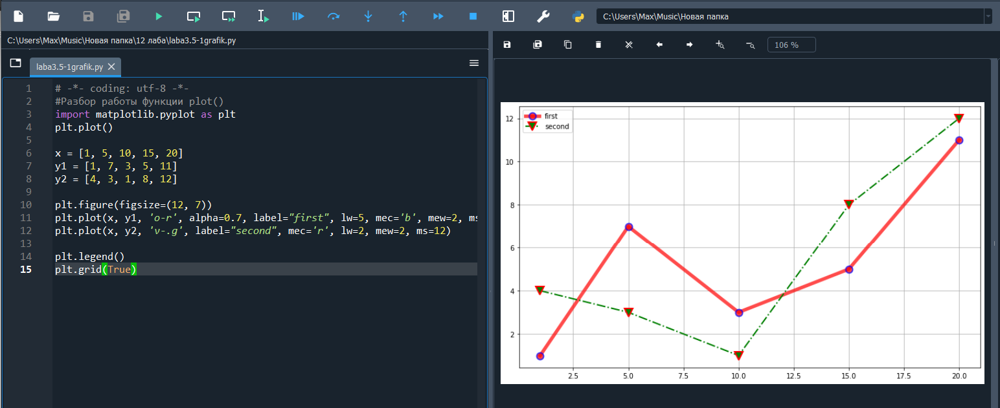 C:\Users\Max\Music\Новая папка
C:\Users\Max\Music\Новая папка\12 лаба\laba3.5-1grafik.py
laba3.5-1grafik.py
1 # -*- coding: utf-8 -*-
2 #Разбор работы функции plot()
3 import matplotlib.pyplot as plt
4 plt.plot()
5
6 x = [1, 5, 10, 15, 20]
7 y1 = [1, 7, 3, 5, 11]
8 y2 = [4, 3, 1, 8, 12]
9
10 plt.figure(figsize=(12, 7))
11 plt.plot(x, y1, 'o-r', alpha=0.7, label="first", lw=5, mec='b', mew=2, ms
12 plt.plot(x, y2, 'v-.g', label="second", mec='r', lw=2, mew=2, ms=12)
13
14 plt.legend()
15 plt.grid(True)
106 %
first
second
12
10
8
6
4
2
2.5 5.0 7.5 10.0 12.5 15.0 17.5 20.0